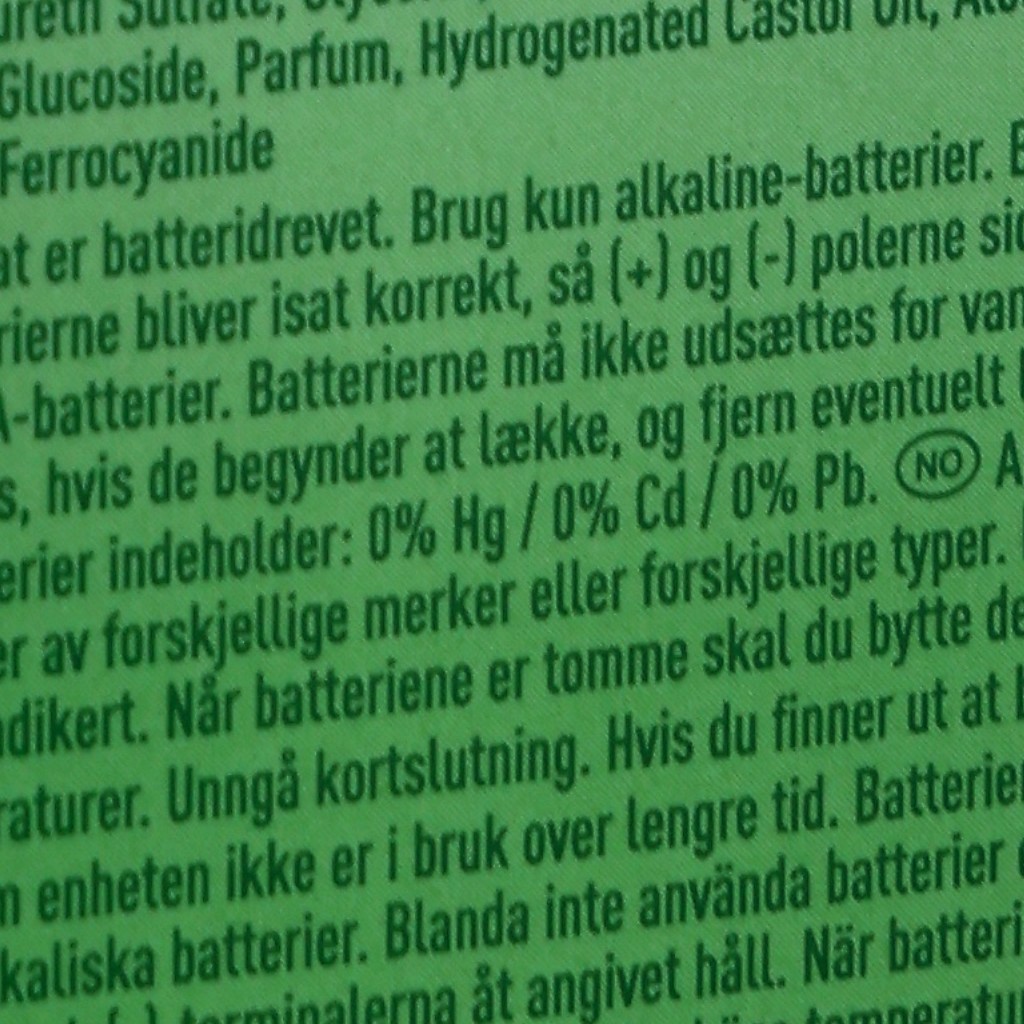 Glucoside, Parfum, Hydrogenated Castor Oil,
Ferrocyanide
at er batteridrevet. Brug kun alkaline-batterier.
rierne bliver isat korrekt, så (+) og (-) polerne
-batterier. Batterierne må ikke udsættes for
s, hvis de begynder at lække, og fjern eventuelt
erier indeholder: 0% Hg / 0% Cd / 0% Pb. NO A
er av forskjellige merker eller forskjellige typer.
dikert. Når batteriene er tomme skal du bytte de
raturer. Unngå kortslutning. Hvis du finner ut at
enheten ikke er i bruk over lengre tid. Batterier
kaliska batterier. Blanda inte använda batterier
terminalerna åt angivet håll. När batteri
temperatur